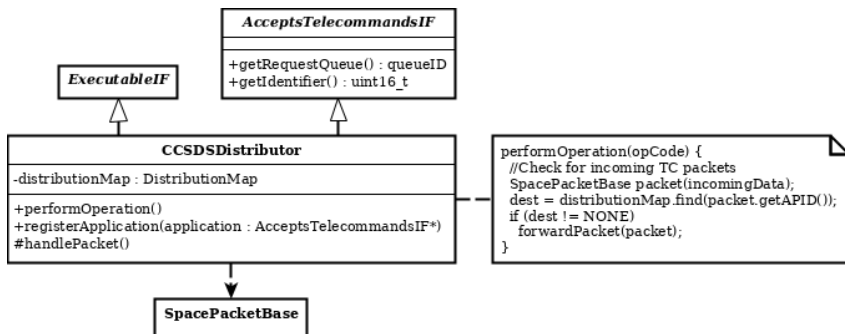 AcceptsTelecommandsIF
+getRequestQueue() : queueID
+getIdentifier() : uint16_t
ExecutableIF
CCSDSDistributor
-distributionMap : DistributionMap
+performOperation()
+registerApplication(application : AcceptsTelecommandsIF*)
#handlePacket()
performOperation(opCode) {
//Check for incoming TC packets
SpacePacketBase packet(incomingData);
dest = distributionMap.find(packet.getAPID());
if (dest != NONE)
forwardPacket(packet);
}
SpacePacketBase